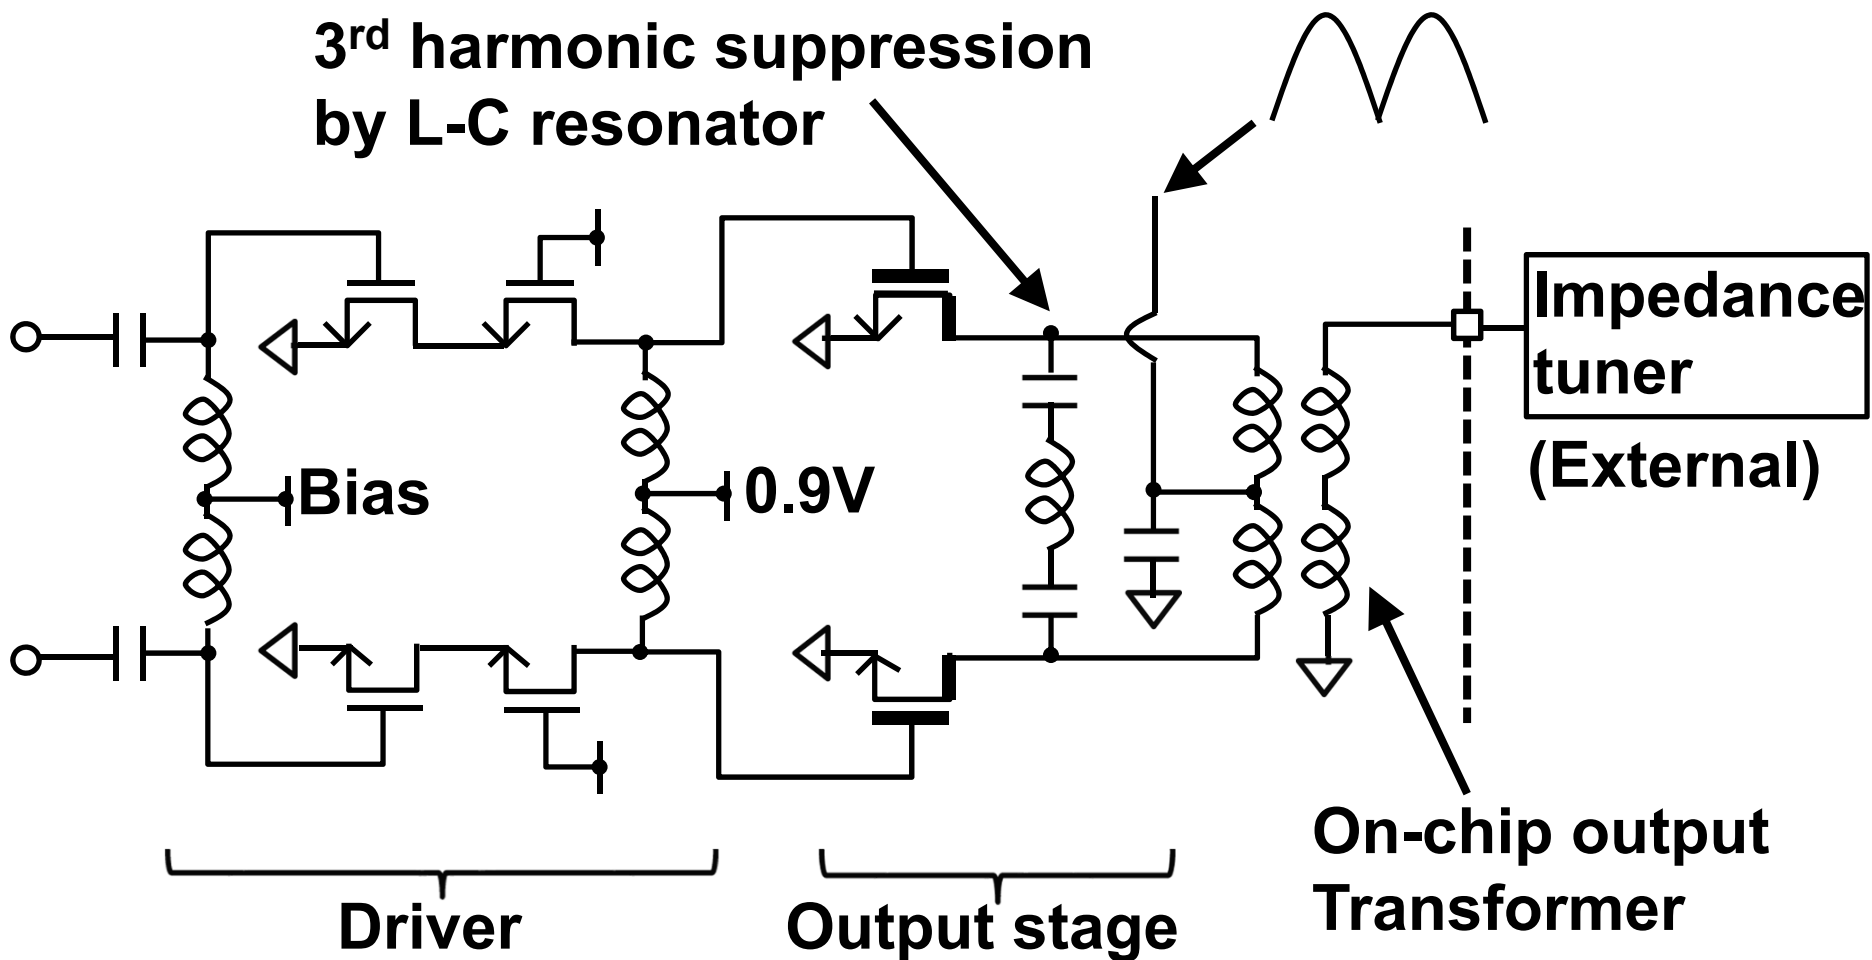 3rd harmonic suppression
by L-C resonator
Impedance
tuner
(External)
Bias
0.9V
On-chip output
Transformer
Driver
Output stage